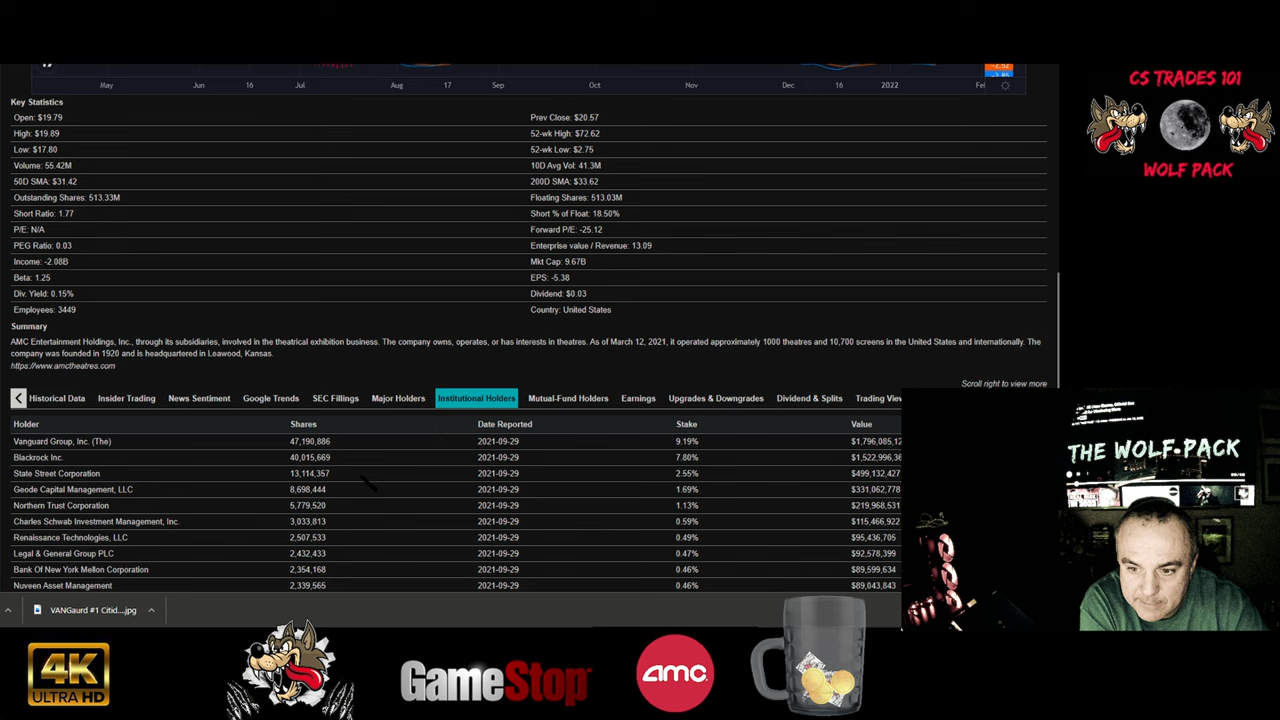 May Jun 16 Jul Aug 17 Sep Oct Nov Dec 16 2022 Feb
-2.52
-2.85
CS TRADES 101
WOLF PACK
Key Statistics
Open: $19.79 Prev Close: $20.57
High: $19.89 52-wk High: $72.62
Low: $17.80 52-wk Low: $2.75
Volume: 55.42M 10D Avg Vol: 41.3M
50D SMA: $31.42 200D SMA: $33.62
Outstanding Shares: 513.33M Floating Shares: 513.03M
Short Ratio: 1.77 Short % of Float: 18.50%
P/E: N/A Forward P/E: -25.12
PEG Ratio: 0.03 Enterprise value / Revenue: 13.09
Income: -2.08B Mkt Cap: 9.67B
Beta: 1.25 EPS: -5.38
Div. Yield: 0.15% Dividend: $0.03
Employees: 3449 Country: United States
Summary
AMC Entertainment Holdings, Inc., through its subsidiaries, involved in the theatrical exhibition business. The company owns, operates, or has interests in theatres. As of March 12, 2021, it operated approximately 1000 theatres and 10,700 screens in the United States and internationally. The
company was founded in 1920 and is headquartered in Leawood, Kansas.
https://www.amctheatres.com
Scroll right to view more
Historical Data Insider Trading News Sentiment Google Trends SEC Fillings Major Holders Institutional Holders Mutual-Fund Holders Earnings Upgrades & Downgrades Dividend & Splits Trading View
Holder Shares Date Reported Stake Value
Vanguard Group, Inc. (The) 47,190,886 2021-09-29 9.19% $1,796,085,12
Blackrock Inc. 40,015,669 2021-09-29 7.80% $1,522,996,36
State Street Corporation 13,114,357 2021-09-29 2.55% $499,132,427
Geode Capital Management, LLC 8,698,444 2021-09-29 1.69% $331,062,778
Northern Trust Corporation 5,779,520 2021-09-29 1.13% $219,968,531
Charles Schwab Investment Management, Inc. 3,033,813 2021-09-29 0.59% $115,466,922
Renaissance Technologies, LLC 2,507,533 2021-09-29 0.49% $95,436,705
Legal & General Group PLC 2,432,433 2021-09-29 0.47% $92,578,399
Bank Of New York Mellon Corporation 2,354,168 2021-09-29 0.46% $89,599,634
Nuveen Asset Management 2,339,565 2021-09-29 0.46% $89,043,843
THE WOLF-PACK
VANGaurd #1 Citid....jpg
4K
ULTRA HD
GameStop
amc